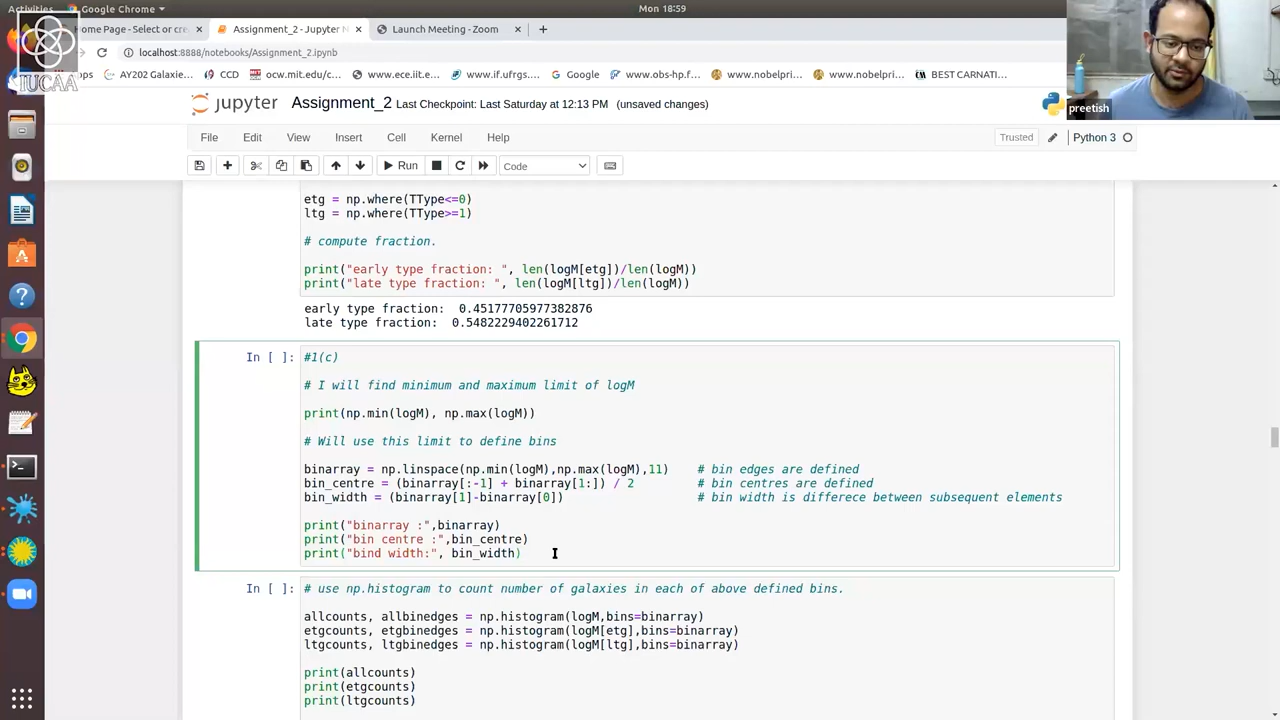 Activities
Google Chrome
Mon 18:59
Home Page - Select or cre
Assignment_2 - Jupyter N
Launch Meeting - Zoom
localhost:8888/notebooks/Assignment_2.ipynb
IUCAA
AY202 Galaxie
CCD
ocw.mit.edu/c...
www.ece.iit.e...
www.if.ufrgs....
Google
www.obs-hp.f...
www.nobelpri...
www.nobelpri...
BEST CARNATI...
preetish
jupyter
Assignment_2 Last Checkpoint: Last Saturday at 12:13 PM (unsaved changes)
File Edit View Insert Cell Kernel Help
Trusted
Python 3
Run
Code
etg = np.where(TType<=0)
ltg = np.where(TType>=1)
# compute fraction.
print("early type fraction: ", len(logM[etg])/len(logM))
print("late type fraction: ", len(logM[ltg])/len(logM))
early type fraction:  0.45177705977382876
late type fraction:  0.5482229402261712
In [ ]: #1(c)
# I will find minimum and maximum limit of logM
print(np.min(logM), np.max(logM))
# Will use this limit to define bins
binarray = np.linspace(np.min(logM),np.max(logM),11)    # bin edges are defined
bin_centre = (binarray[:-1] + binarray[1:]) / 2         # bin centres are defined
bin_width = (binarray[1]-binarray[0])                   # bin width is differece between subsequent elements
print("binarray :",binarray)
print("bin centre :",bin_centre)
print("bind width:", bin_width)
In [ ]: # use np.histogram to count number of galaxies in each of above defined bins.
allcounts, allbinedges = np.histogram(logM,bins=binarray)
etgcounts, etgbinedges = np.histogram(logM[etg],bins=binarray)
ltgcounts, ltgbinedges = np.histogram(logM[ltg],bins=binarray)
print(allcounts)
print(etgcounts)
print(ltgcounts)